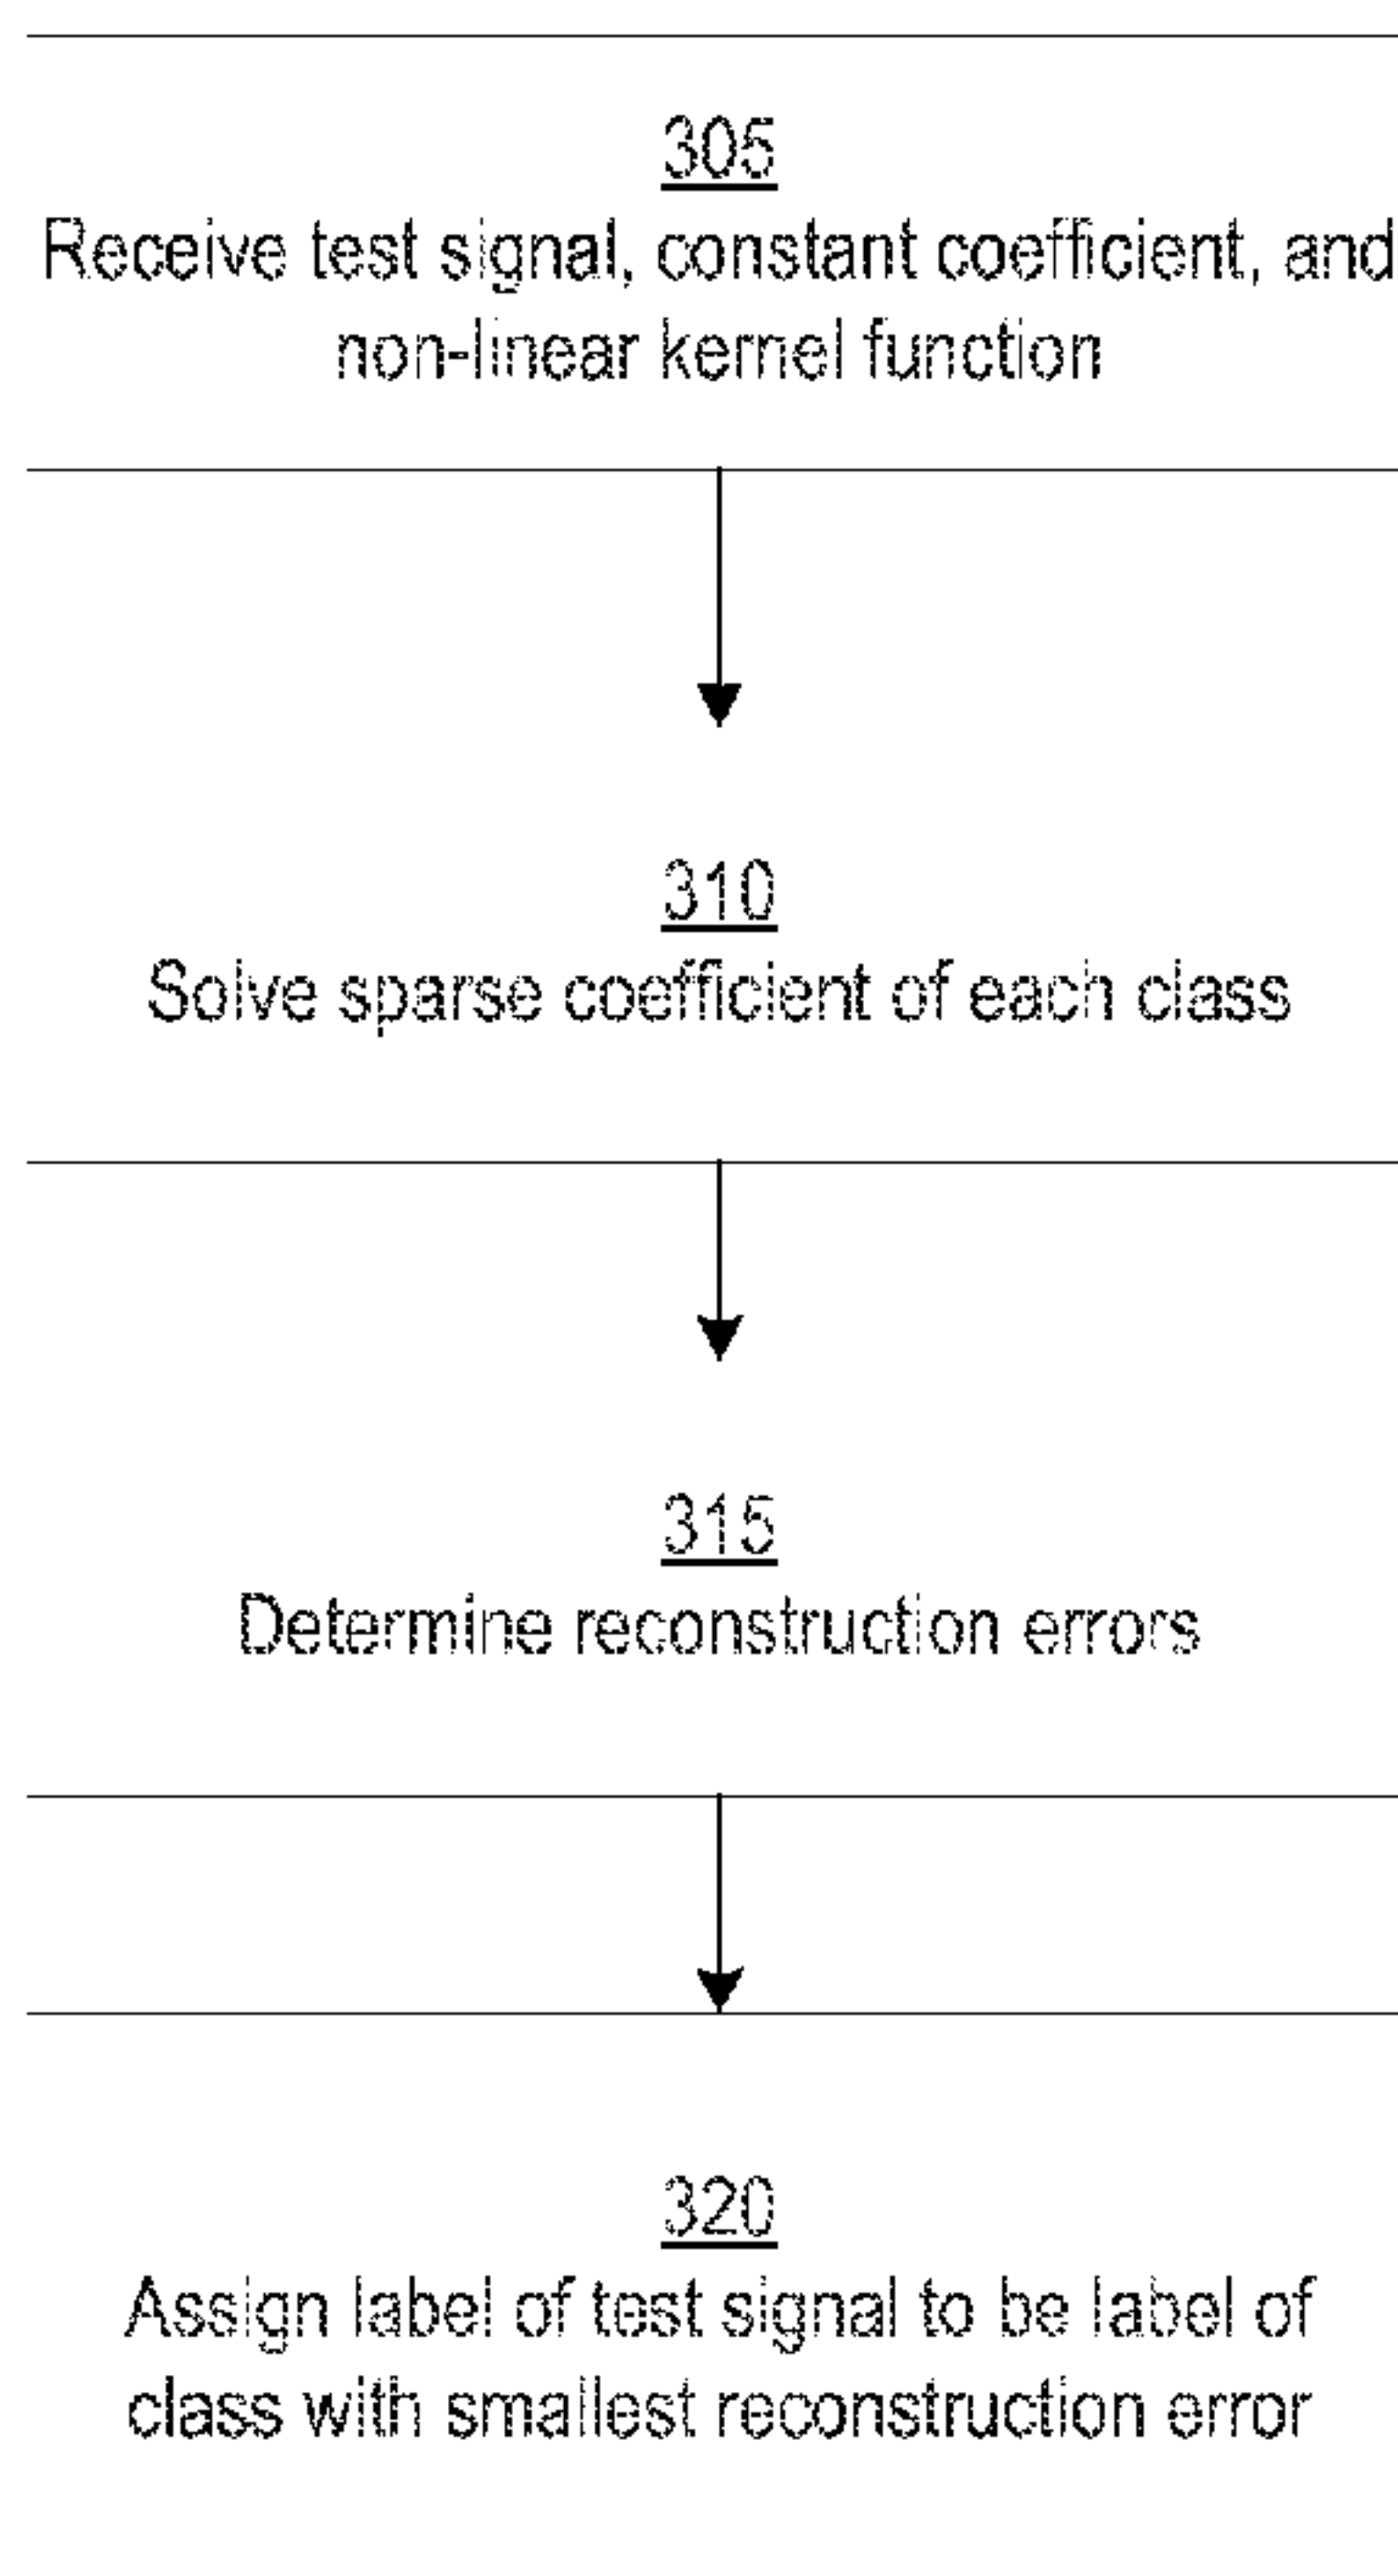 305
Receive test signal, constant coefficient, and
non-linear kernel function
310
Solve sparse coefficient of each class
315
Determine reconstruction errors
320
Assign label of test signal to be label of
class with smallest reconstruction error